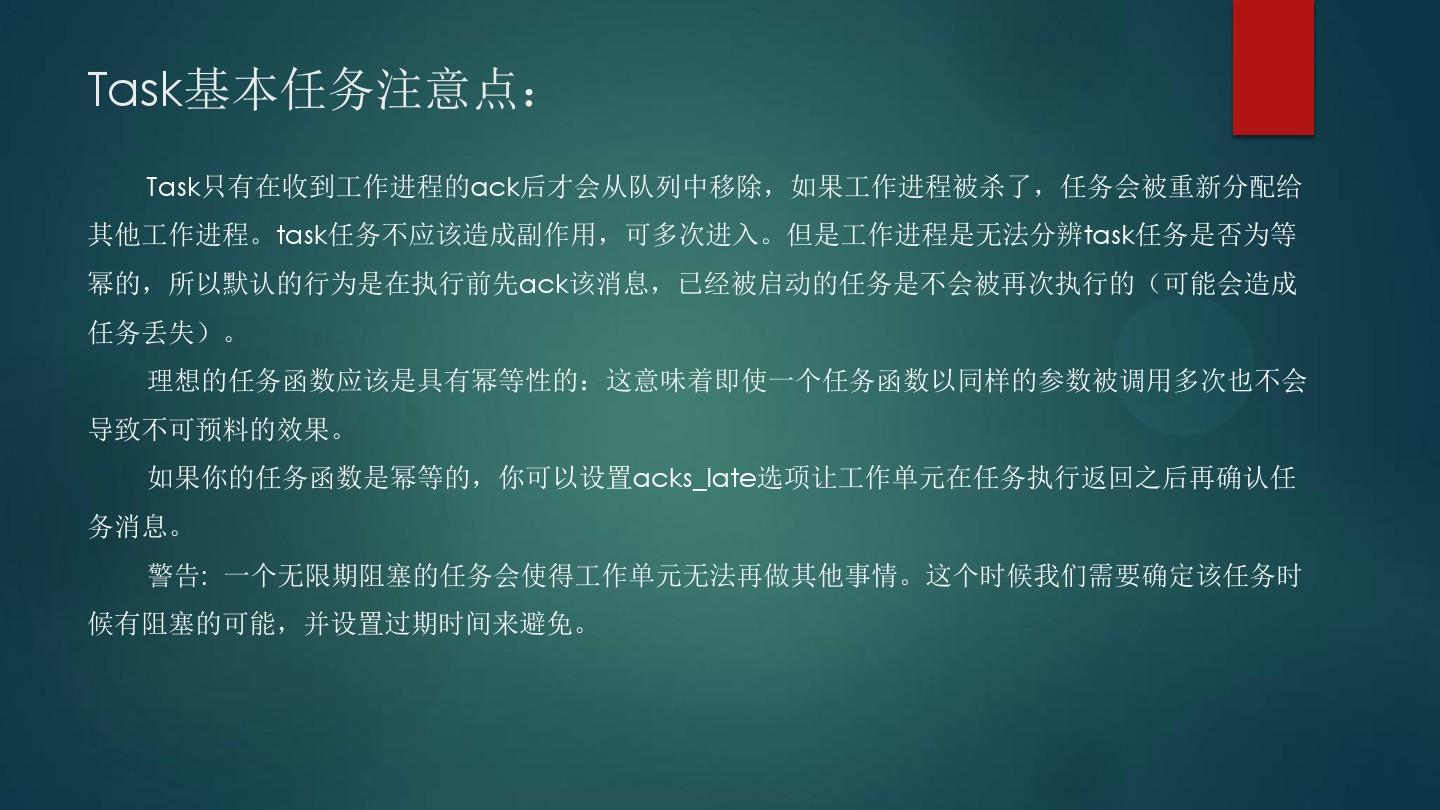 Task基本任务注意点：
Task只有在收到工作进程的ack后才会从队列中移除，如果工作进程被杀了，任务会被重新分配给
其他工作进程。task任务不应该造成副作用，可多次进入。但是工作进程是无法分辨task任务是否为等
幂的，所以默认的行为是在执行前先ack该消息，已经被启动的任务是不会被再次执行的（可能会造成
任务丢失）。
理想的任务函数应该是具有幂等性的：这意味着即使一个任务函数以同样的参数被调用多次也不会
导致不可预料的效果。
如果你的任务函数是幂等的，你可以设置acks_late选项让工作单元在任务执行返回之后再确认任
务消息。
警告：一个无限期阻塞的任务会使得工作单元无法再做其他事情。这个时候我们需要确定该任务时
候有阻塞的可能，并设置过期时间来避免。